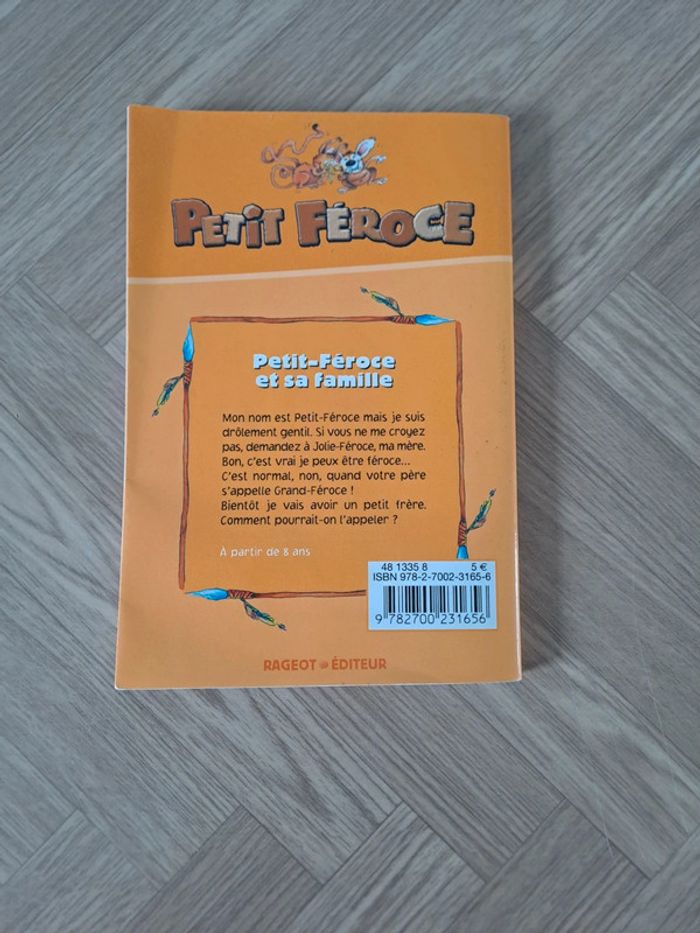 PETIT FÉROCE
Petit-Féroce
et sa famille
Mon nom est Petit-Féroce mais je suis
drôlement gentil. Si vous ne me croyez
pas, demandez à Jolie-Féroce, ma mère.
Bon, c'est vrai je peux être féroce...
C'est normal, non, quand votre père
s'appelle Grand-Féroce !
Bientôt je vais avoir un petit frère.
Comment pourrait-on l'appeler ?
À partir de 8 ans
48 1335 8 5 €
ISBN 978-2-7002-3165-6
9 782700 231656
RAGEOT ÉDITEUR